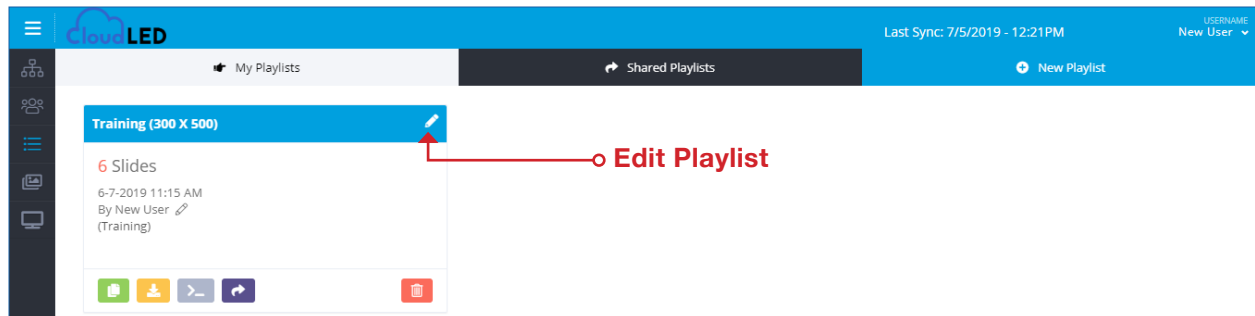 CloudLED
Last Sync: 7/5/2019 - 12:21PM
USERNAME
New User
My Playlists
Shared Playlists
New Playlist
Training (300 X 500)
Edit Playlist
6 Slides
6-7-2019 11:15 AM
By New User
(Training)